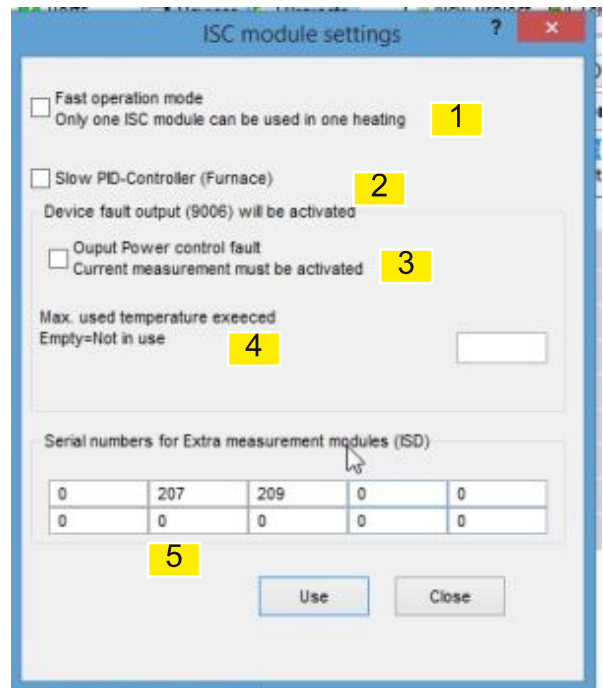 ISC module settings ?
Fast operation mode
Only one ISC module can be used in one heating
1
Slow PID-Controller (Furnace)
2
Device fault output (9006) will be activated
Ouput Power control fault
Current measurement must be activated
3
Max. used temperature exeeced
Empty=Not in use
4
Serial numbers for Extra measurement modules (ISD)
0 207 209 0 0
0 0 0 0 0
5
Use Close